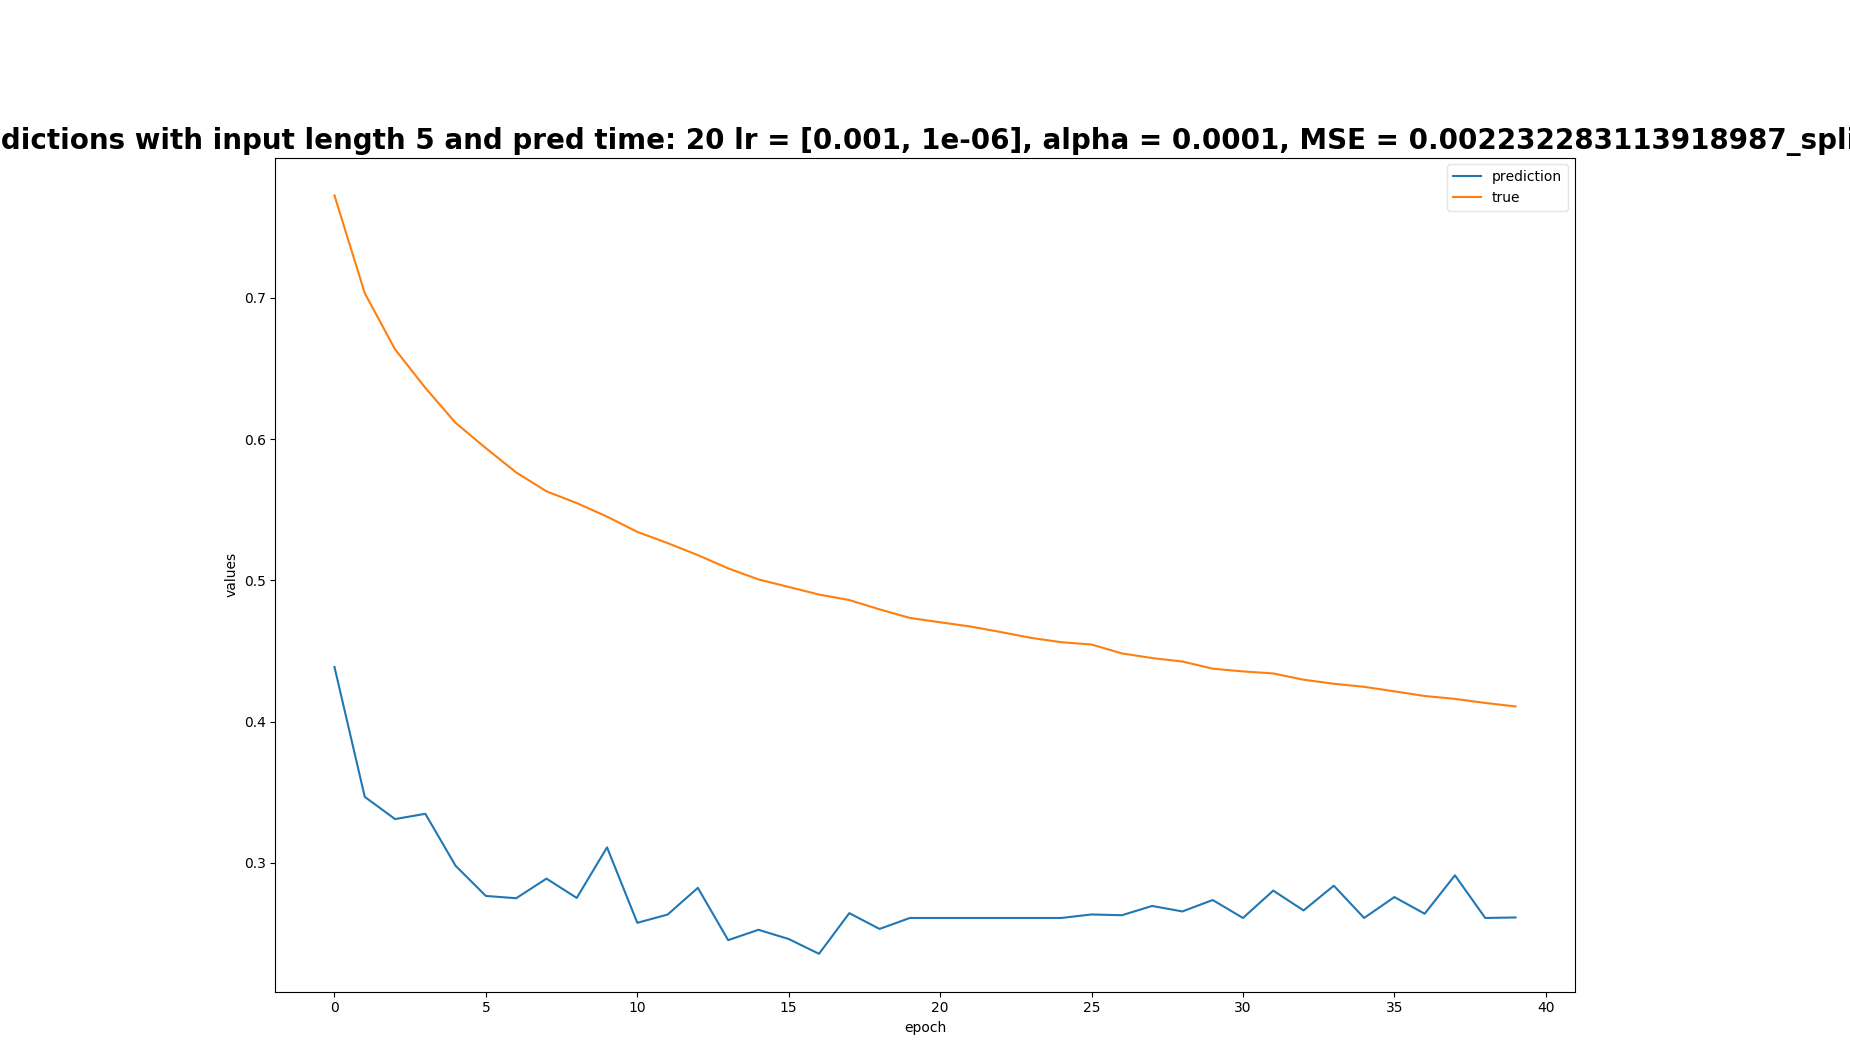 dictions with input length 5 and pred time: 20 lr = [0.001, 1e-06], alpha = 0.0001, MSE = 0.002232283113918987_spli
prediction
true
0.7
0.6
0.5
0.4
0.3
values
0 5 10 15 20 25 30 35 40
epoch